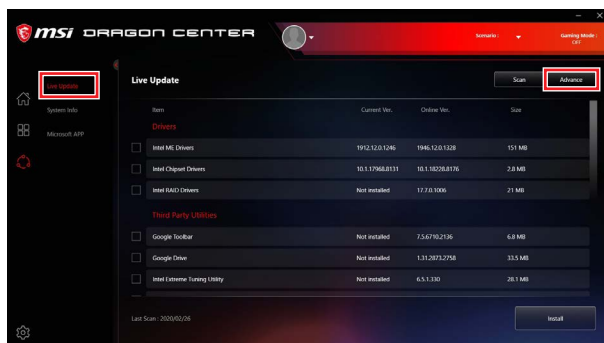 msi DRAGON CENTER
Scenario :
Gaming Mode :
OFF
Live Update
System Info
Microsoft APP
Live Update
Scan
Advance
Item Current Ver. Online Ver. Size
Drivers
Intel ME Drivers 1912.12.0.1246 1946.12.0.1328 151 MB
Intel Chipset Drivers 10.1.17968.8131 10.1.18228.8176 2.8 MB
Intel RAID Drivers Not installed 17.7.0.1006 21 MB
Third Party Utilities
Google Toolbar Not installed 7.5.6710.2136 6.8 MB
Google Drive Not installed 1.31.2873.2758 33.5 MB
Intel Extreme Tuning Utility Not installed 6.5.1.330 28.1 MB
Last Scan : 2020/02/26
Install